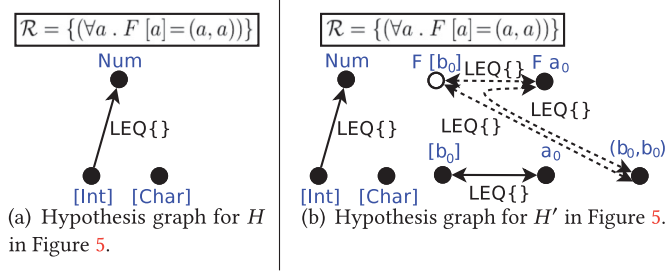 R = {(∀a . F [a]=(a, a))}
Num
LEQ{}
[Int] [Char]
(a) Hypothesis graph for H
in Figure 5.
R = {(∀a . F [a]=(a, a))}
Num F [b₀] LEQ{} F a₀
LEQ{} LEQ{} LEQ{}
[b₀] a₀ (b₀,b₀)
LEQ{}
[Int] [Char]
(b) Hypothesis graph for H′ in Figure 5.